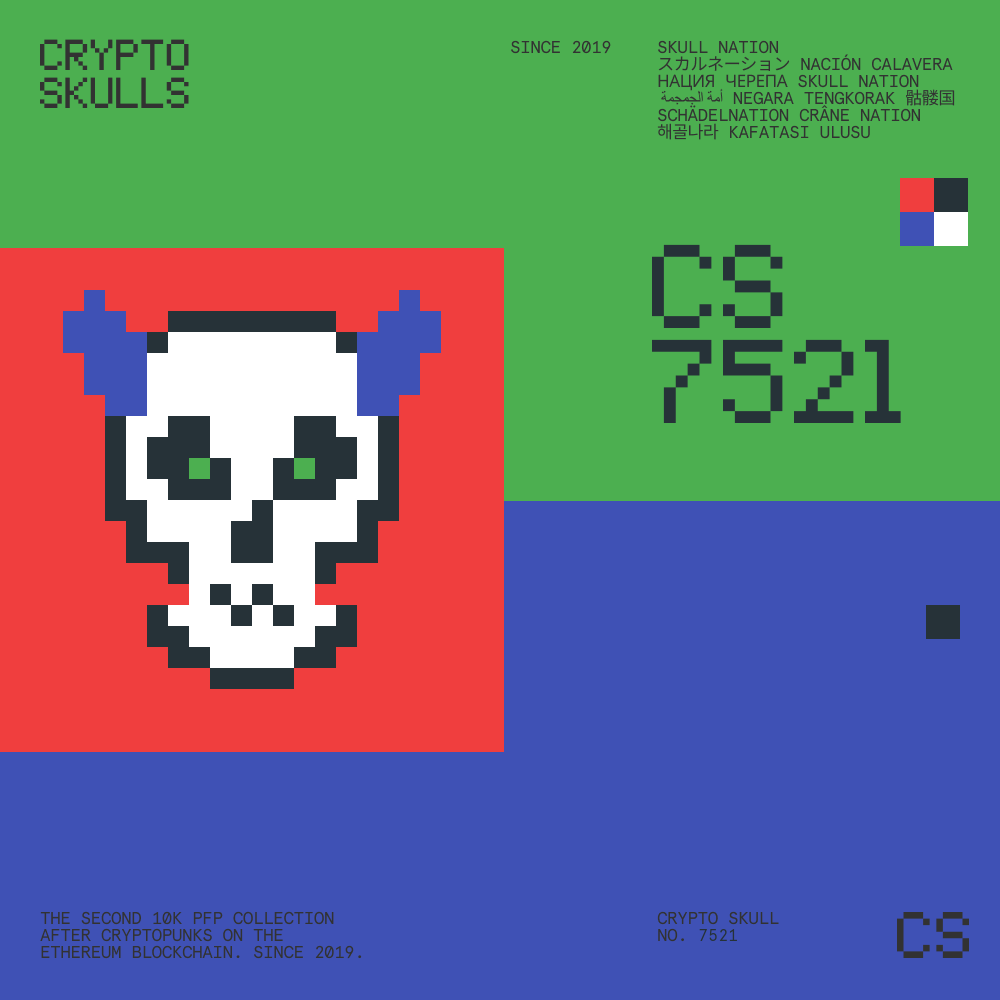 CRYPTO
SKULLS
SINCE 2019
SKULL NATION
スカルネーション NACIÓN CALAVERA
НАЦИЯ ЧЕРЕПА SKULL NATION
أمة الجمجمة NEGARA TENGKORAK 骷髅国
SCHÄDELNATION CRÂNE NATION
해골나라 KAFATASI ULUSU
CS
7521
THE SECOND 10K PFP COLLECTION
AFTER CRYPTOPUNKS ON THE
ETHEREUM BLOCKCHAIN. SINCE 2019.
CRYPTO SKULL
NO. 7521
CS